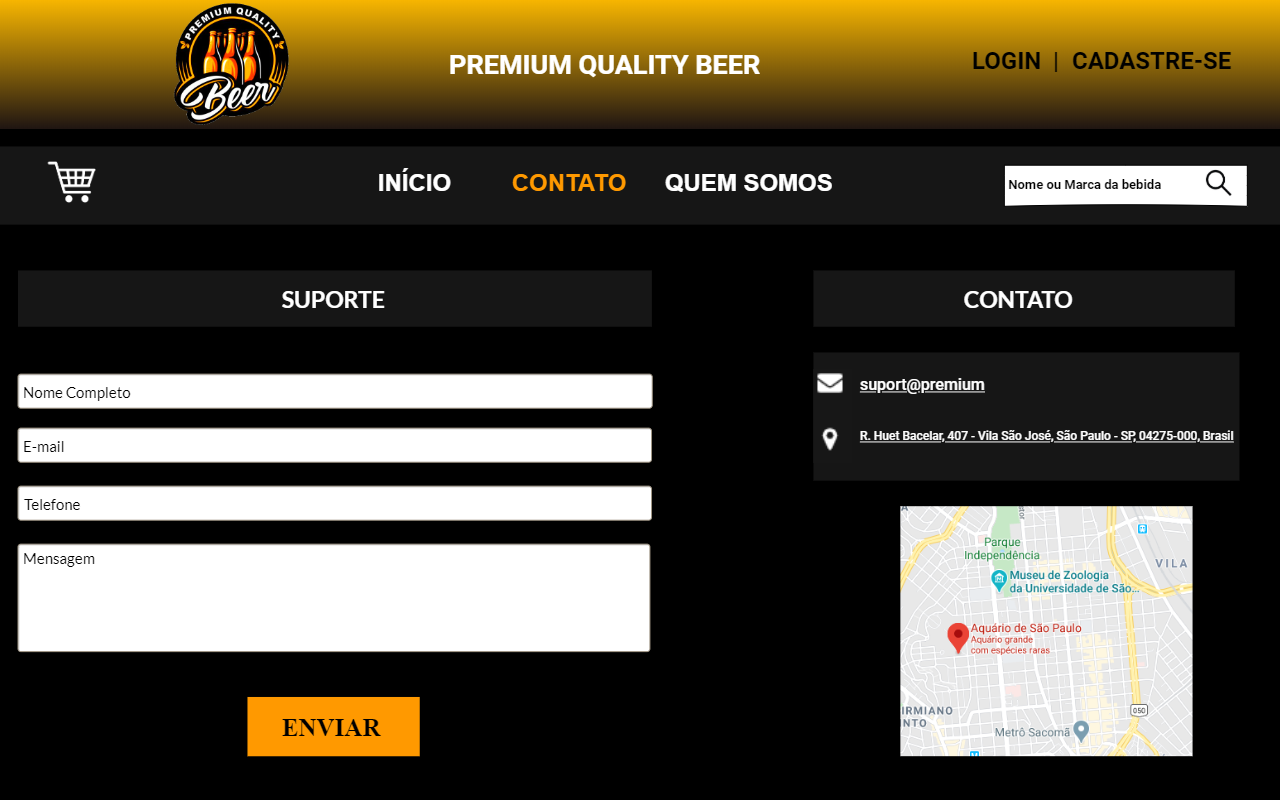 PREMIUM QUALITY
Beer
PREMIUM QUALITY BEER
LOGIN | CADASTRE-SE
INÍCIO CONTATO QUEM SOMOS
Nome ou Marca da bebida
SUPORTE
Nome Completo
E-mail
Telefone
Mensagem
ENVIAR
CONTATO
suport@premium
R. Huet Bacelar, 407 - Vila São José, São Paulo - SP, 04275-000, Brasil
Parque
Independência
VILA
Museu de Zoologia
da Universidade de São...
Aquário de São Paulo
Aquário grande
com espécies raras
IRMIANO
INTO
050
Metrô Sacomã